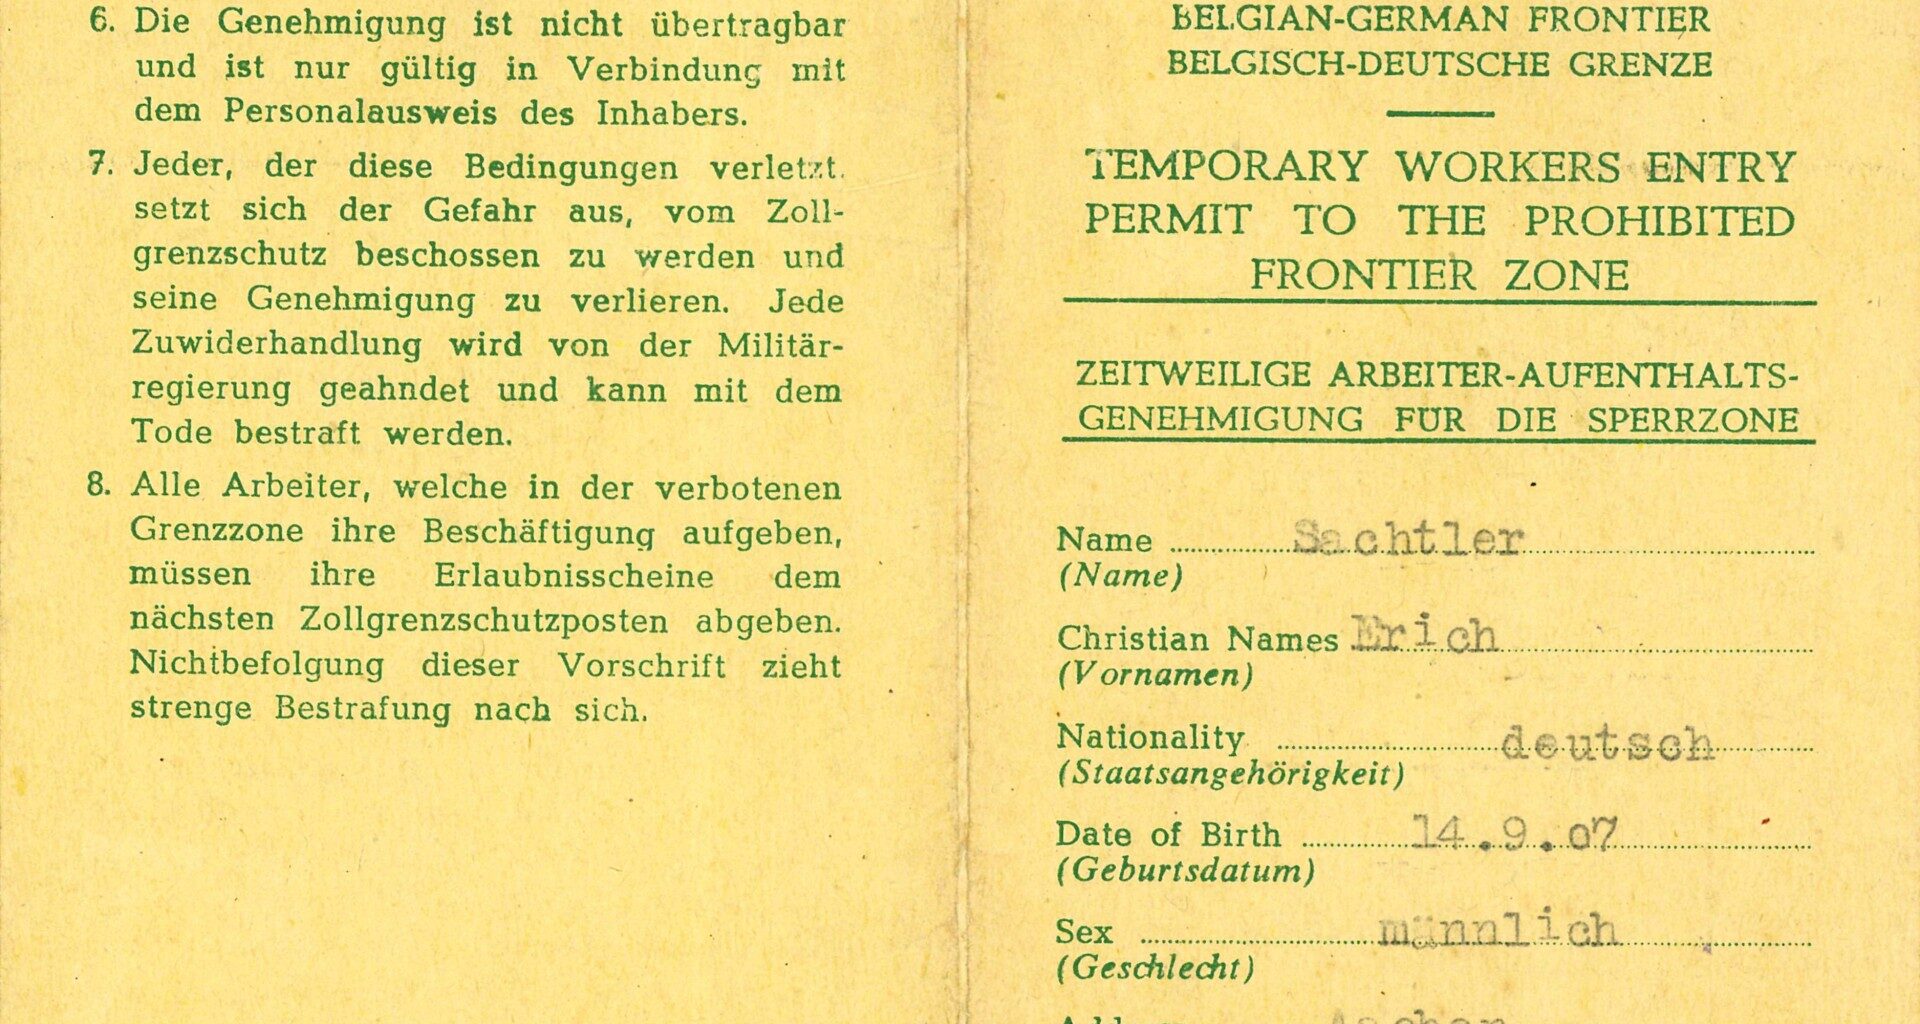 6. Die Genehmigung ist nicht übertragbar
und ist nur gültig in Verbindung mit
dem Personalausweis des Inhabers.
7. Jeder, der diese Bedingungen verletzt,
setzt sich der Gefahr aus, vom Zoll-
grenzschutz beschossen zu werden und
seine Genehmigung zu verlieren. Jede
Zuwiderhandlung wird von der Militär-
regierung geahndet und kann mit dem
Tode bestraft werden.
8. Alle Arbeiter, welche in der verbotenen
Grenzzone ihre Beschäftigung aufgeben,
müssen ihre Erlaubnisscheine dem
nächsten Zollgrenzschutzposten abgeben.
Nichtbefolgung dieser Vorschrift zieht
strenge Bestrafung nach sich.
BELGIAN-GERMAN FRONTIER
BELGISCH-DEUTSCHE GRENZE
TEMPORARY WORKERS ENTRY
PERMIT TO THE PROHIBITED
FRONTIER ZONE
ZEITWEILIGE ARBEITER-AUFENTHALTS-
GENEHMIGUNG FÜR DIE SPERRZONE
Name Sachtler
(Name)
Christian Names Erich
(Vornamen)
Nationality deutsch
(Staatsangehörigkeit)
Date of Birth 14.9.07
(Geburtsdatum)
Sex männlich
(Geschlecht)